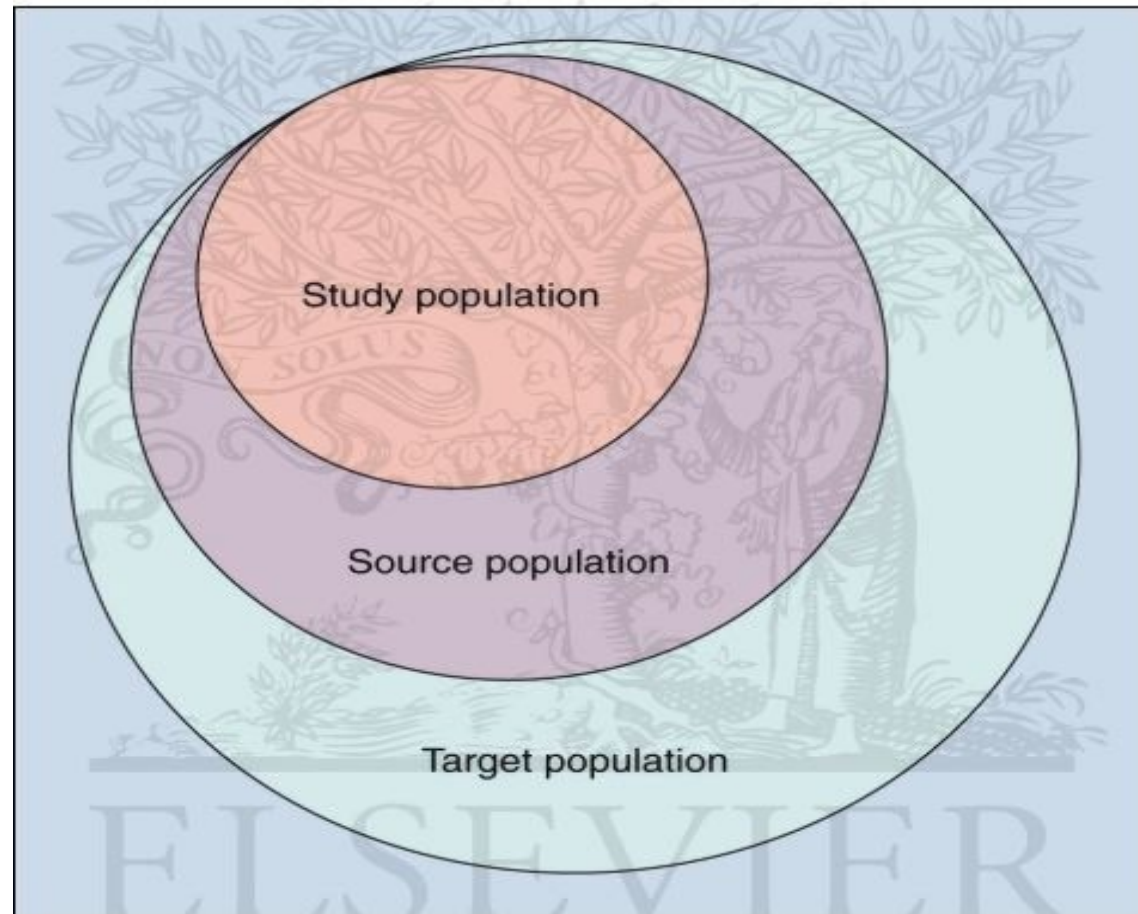 Study population
NON SOLUS
Source population
Target population
ELSEVIER